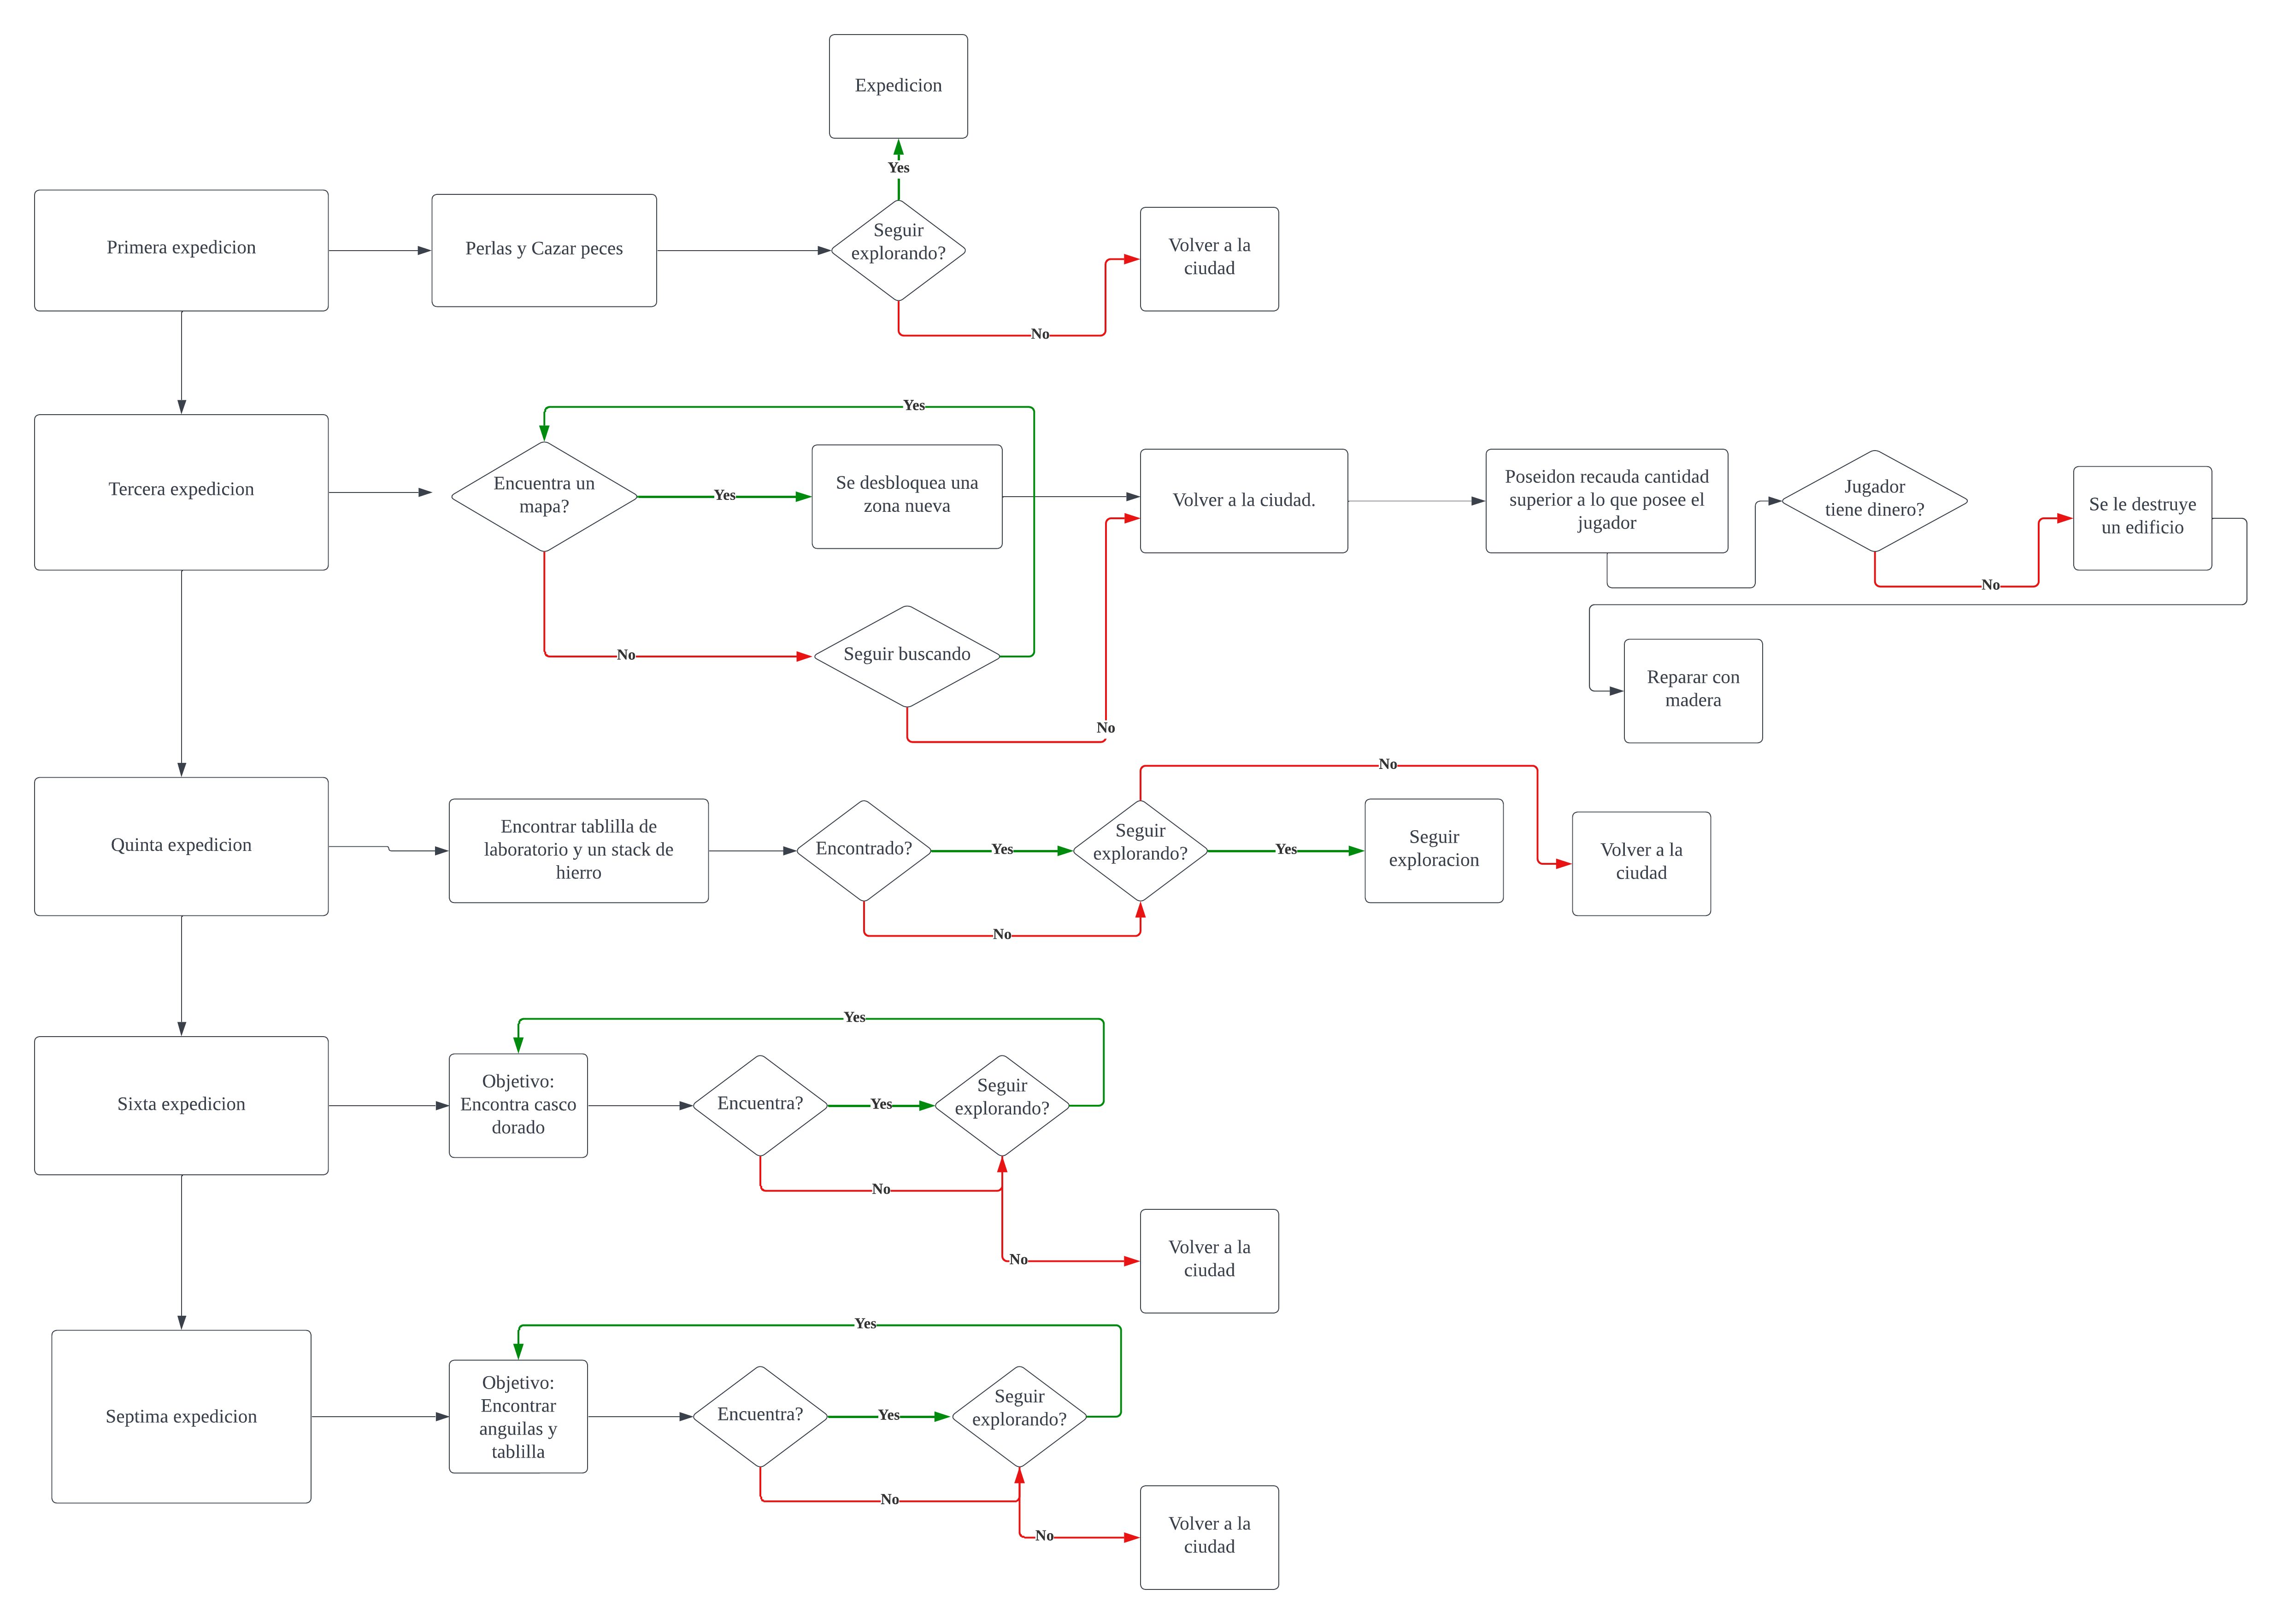 Expedicion
Yes
Primera expedicion
Perlas y Cazar peces
Seguir
explorando?
Volver a la
ciudad
No
Yes
Tercera expedicion
Encuentra un
mapa?
Yes
Se desbloquea una
zona nueva
Volver a la ciudad.
Poseidon recauda cantidad
superior a lo que posee el
jugador
Jugador
tiene dinero?
Se le destruye
un edificio
No
No
Seguir buscando
No
Reparar con
madera
No
Quinta expedicion
Encontrar tablilla de
laboratorio y un stack de
hierro
Encontrado?
Yes
Seguir
explorando?
Yes
Seguir
exploracion
Volver a la
ciudad
No
Yes
Sixta expedicion
Objetivo:
Encontra casco
dorado
Encuentra?
Yes
Seguir
explorando?
No
No
Volver a la
ciudad
Yes
Septima expedicion
Objetivo:
Encontrar
anguilas y
tablilla
Encuentra?
Yes
Seguir
explorando?
No
No
Volver a la
ciudad